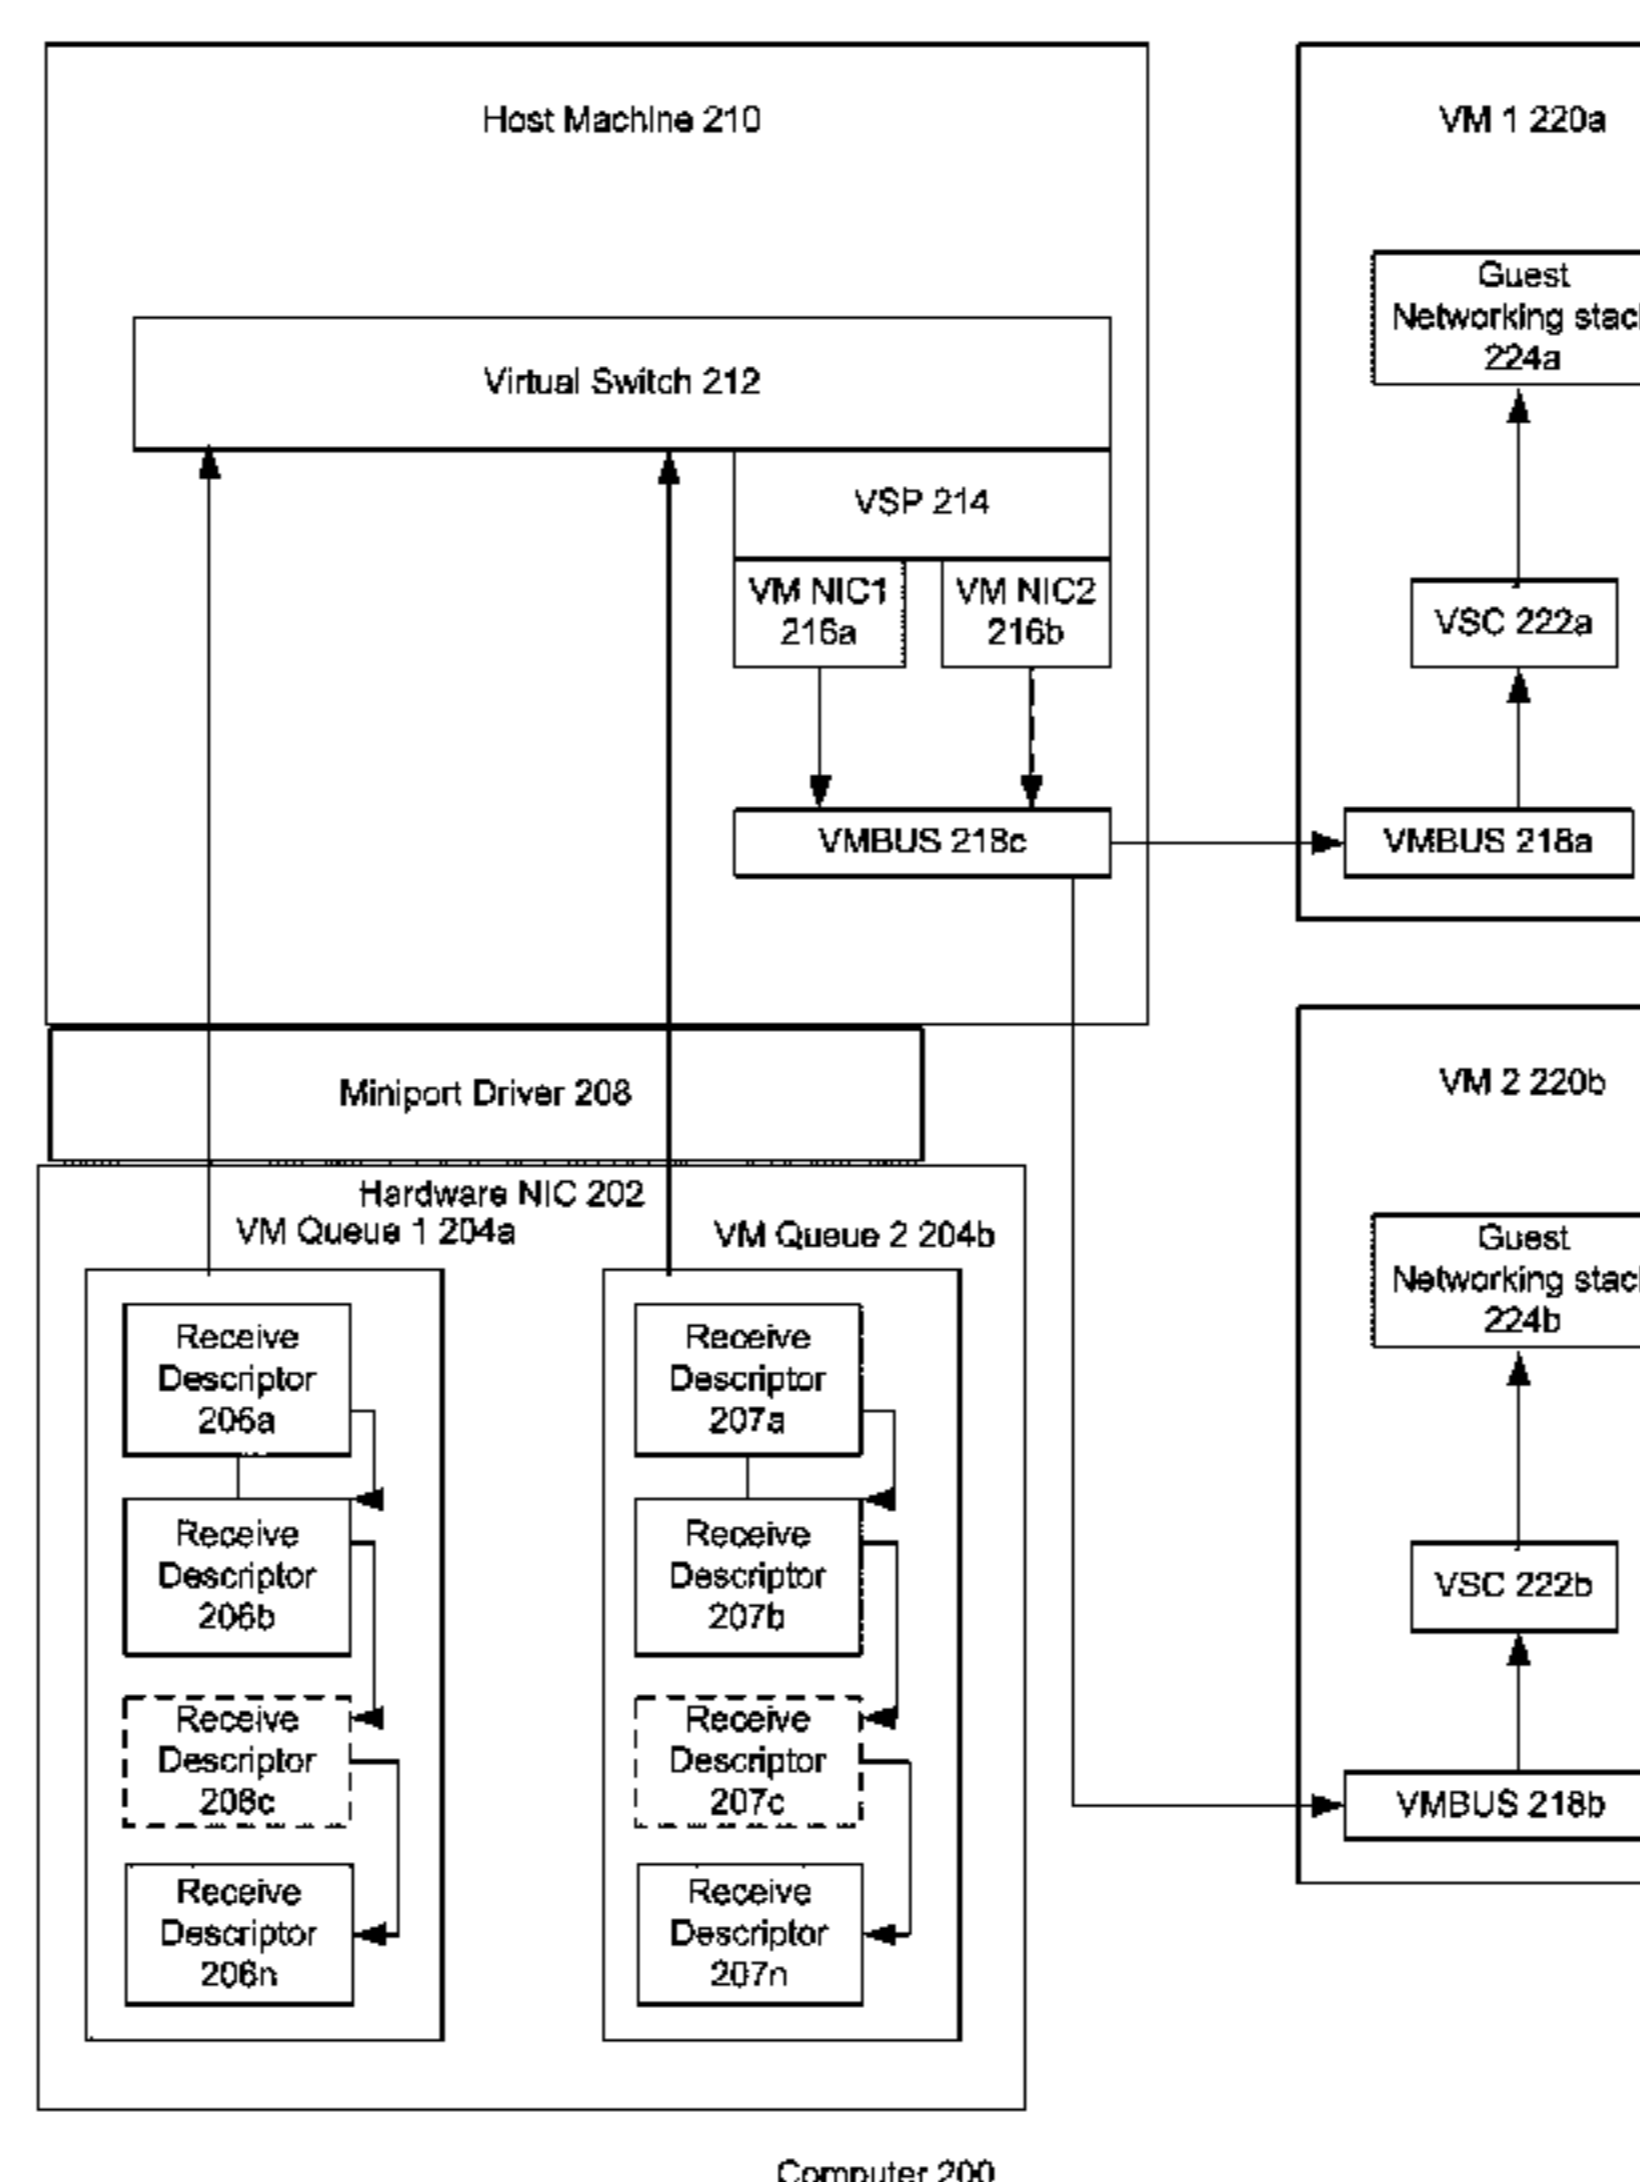 Host Machine 210
Virtual Switch 212
VSP 214
VM NIC1
216a
VM NIC2
216b
VMBUS 218c
VM 1 220a
Guest
Networking stack
224a
VSC 222a
VMBUS 218a
Miniport Driver 208
Hardware NIC 202
VM Queue 1 204a
VM Queue 2 204b
Receive
Descriptor
206a
Receive
Descriptor
206b
Receive
Descriptor
206c
Receive
Descriptor
206n
Receive
Descriptor
207a
Receive
Descriptor
207b
Receive
Descriptor
207c
Receive
Descriptor
207n
VM 2 220b
Guest
Networking stack
224b
VSC 222b
VMBUS 218b
Computer 200